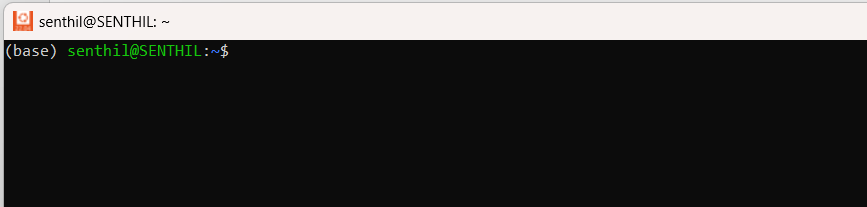 senthil@SENTHIL: ~
(base) senthil@SENTHIL:~$